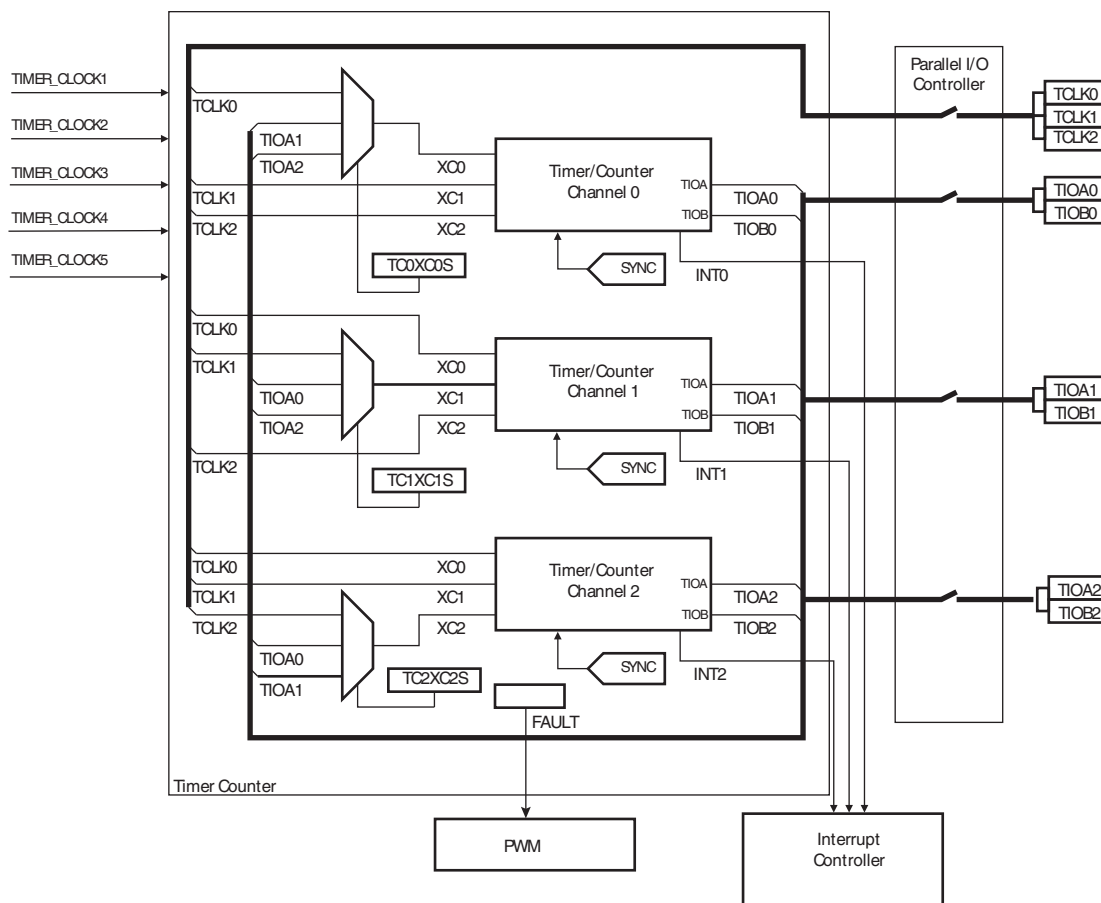 TIMER_CLOCK1
TIMER_CLOCK2
TIMER_CLOCK3
TIMER_CLOCK4
TIMER_CLOCK5
TCLK0
TIOA1
TIOA2
XC0
TCLK1
XC1
TCLK2
XC2
Timer/Counter
Channel 0
TIOA
TIOB
TIOA0
TIOB0
TC0XC0S
SYNC
INT0
TCLK0
XC0
TCLK1
TIOA0
XC1
TIOA2
XC2
TCLK2
Timer/Counter
Channel 1
TIOA
TIOB
TIOA1
TIOB1
TC1XC1S
SYNC
INT1
TCLK0
XC0
TCLK1
XC1
TCLK2
XC2
TIOA0
TIOA1
Timer/Counter
Channel 2
TIOA
TIOB
TIOA2
TIOB2
TC2XC2S
SYNC
INT2
FAULT
Timer Counter
PWM
Parallel I/O
Controller
TCLK0
TCLK1
TCLK2
TIOA0
TIOB0
TIOA1
TIOB1
TIOA2
TIOB2
Interrupt
Controller